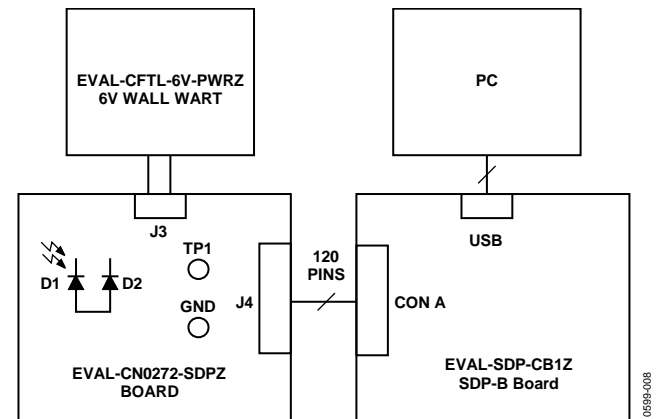 EVAL-CFTL-6V-PWRZ
6V WALL WART
PC
J3
USB
TP1
120
PINS
D1
D2
GND
J4
CON A
EVAL-CN0272-SDPZ
BOARD
EVAL-SDP-CB1Z
SDP-B Board
0599-008